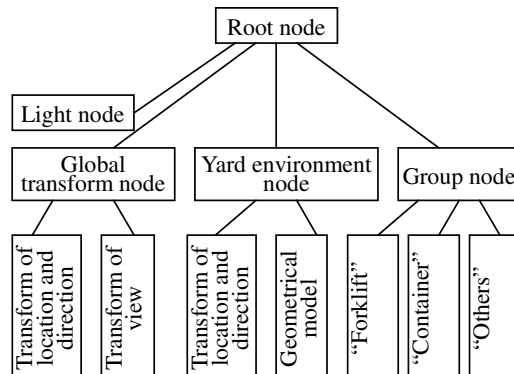 Root node
Light node
Global
transform node
Yard environment
node
Group node
Transform of
location and
direction
Transform of
view
Transform of
location and
direction
Geometrical
model
“Forklift”
“Container”
“Others”